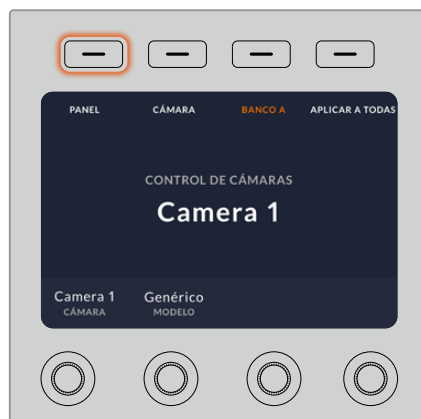 PANEL CÁMARA BANCO A APLICAR A TODAS
CONTROL DE CÁMARAS
Camera 1
Camera 1 Genérico
CÁMARA MODELO